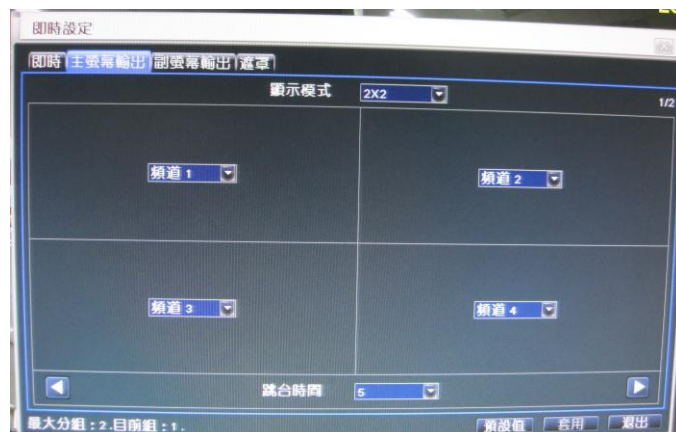 即時設定
即時 主螢幕輸出 副螢幕輸出 遮罩
顯示模式 2X2
1/2
頻道 1 頻道 2
頻道 3 頻道 4
跳台時間 5
最大分組:2.目前組:1.
預設值 套用 退出